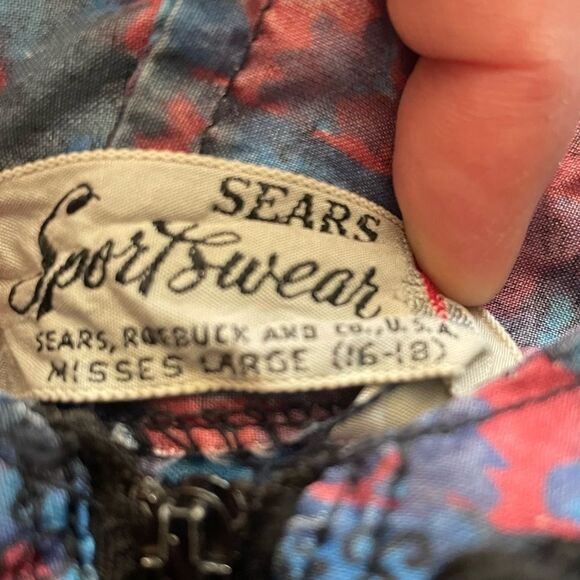 SEARS
Sportswear
SEARS, ROEBUCK AND CO., U.S.A.
MISSES LARGE (16-18)